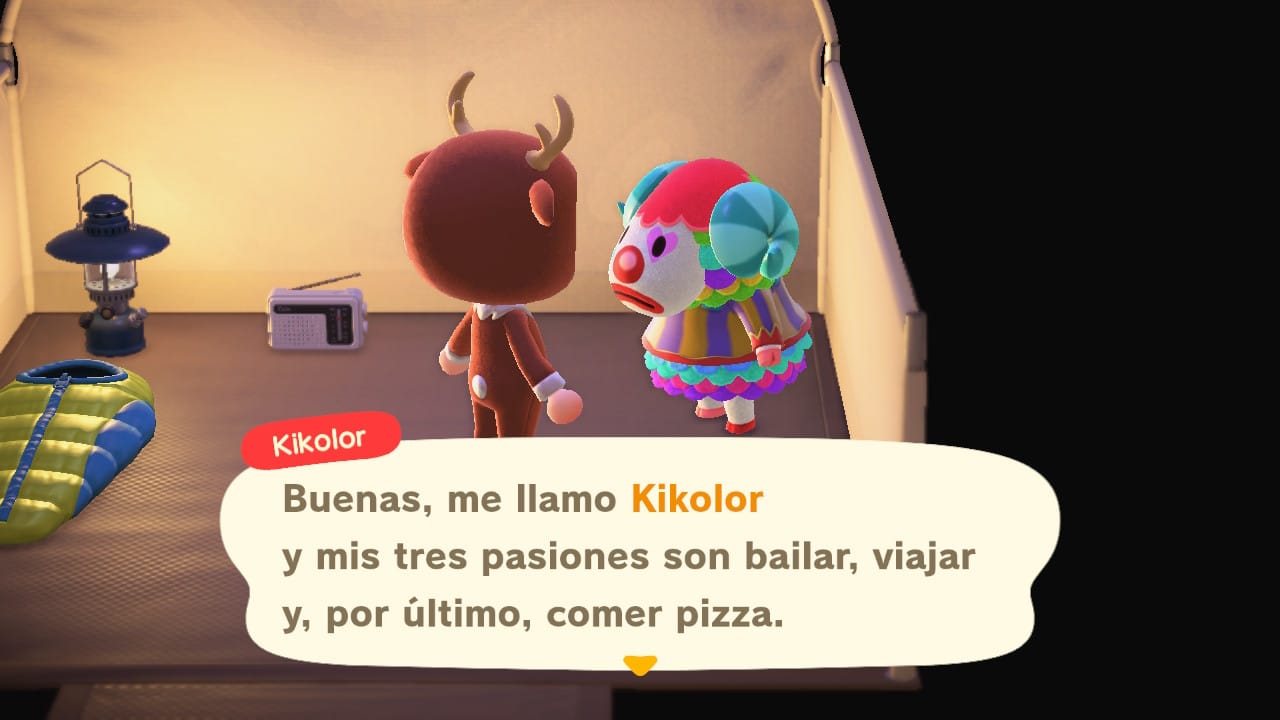 Kikolor
Buenas, me llamo Kikolor
y mis tres pasiones son bailar, viajar
y, por último, comer pizza.